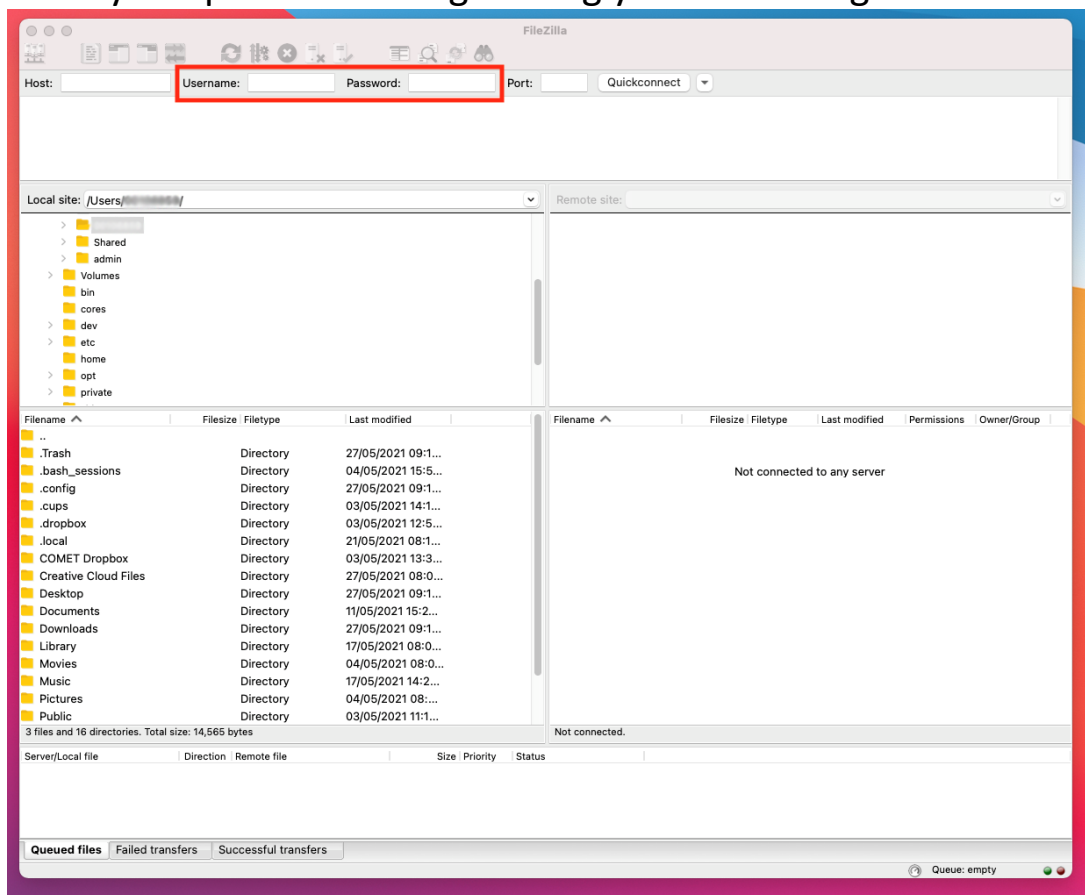 FileZilla
Host: Username: Password: Port: Quickconnect
Local site: /Users/ /
Remote site:
Shared
admin
Volumes
bin
cores
dev
etc
home
opt
private
Filename Filesize Filetype Last modified
..
.Trash Directory 27/05/2021 09:1...
.bash_sessions Directory 04/05/2021 15:5...
.config Directory 27/05/2021 09:1...
.cups Directory 03/05/2021 14:1...
.dropbox Directory 03/05/2021 12:5...
.local Directory 21/05/2021 08:1...
COMET Dropbox Directory 03/05/2021 13:3...
Creative Cloud Files Directory 27/05/2021 08:0...
Desktop Directory 27/05/2021 09:1...
Documents Directory 11/05/2021 15:2...
Downloads Directory 27/05/2021 09:1...
Library Directory 17/05/2021 08:0...
Movies Directory 04/05/2021 08:0...
Music Directory 17/05/2021 14:2...
Pictures Directory 04/05/2021 08:...
Public Directory 03/05/2021 11:1...
3 files and 16 directories. Total size: 14,565 bytes
Filename Filesize Filetype Last modified Permissions Owner/Group
Not connected to any server
Not connected.
Server/Local file Direction Remote file Size Priority Status
Queued files Failed transfers Successful transfers
Queue: empty